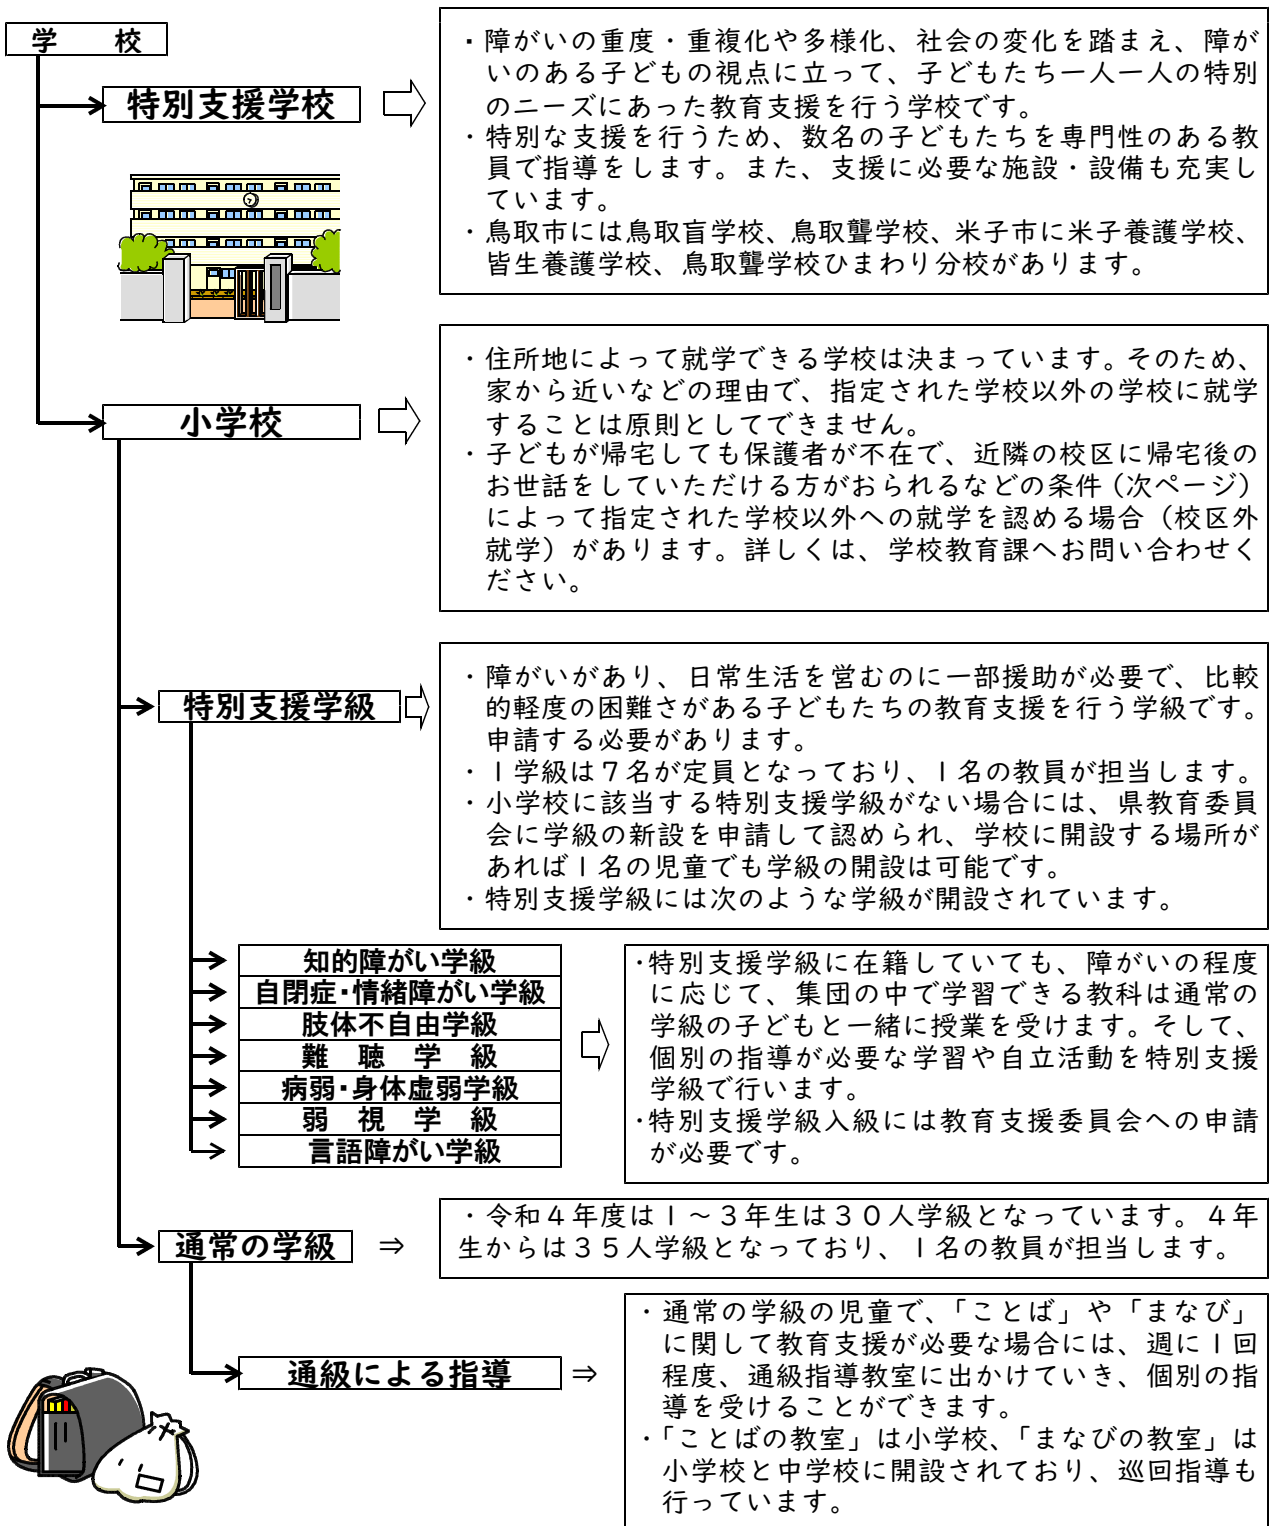 学　校
特別支援学校
・障がいの重度・重複化や多様化、社会の変化を踏まえ、障が
いのある子どもの視点に立って、子どもたち一人一人の特別
のニーズにあった教育支援を行う学校です。
・特別な支援を行うため、数名の子どもたちを専門性のある教
員で指導をします。また、支援に必要な施設・設備も充実し
ています。
・鳥取市には鳥取盲学校、鳥取聾学校、米子市に米子養護学校、
皆生養護学校、鳥取聾学校ひまわり分校があります。
小学校
・住所地によって就学できる学校は決まっています。そのため、
家から近いなどの理由で、指定された学校以外の学校に就学
することは原則としてできません。
・子どもが帰宅しても保護者が不在で、近隣の校区に帰宅後の
お世話をしていただける方がおられるなどの条件（次ページ）
によって指定された学校以外への就学を認める場合（校区外
就学）があります。詳しくは、学校教育課へお問い合わせく
ださい。
特別支援学級
・障がいがあり、日常生活を営むのに一部援助が必要で、比較
的軽度の困難さがある子どもたちの教育支援を行う学級です。
申請する必要があります。
・１学級は７名が定員となっており、１名の教員が担当します。
・小学校に該当する特別支援学級がない場合には、県教育委員
会に学級の新設を申請して認められ、学校に開設する場所が
あれば１名の児童でも学級の開設は可能です。
・特別支援学級には次のような学級が開設されています。
知的障がい学級
自閉症・情緒障がい学級
肢体不自由学級
難　聴　学　級
病弱・身体虚弱学級
弱　視　学　級
言語障がい学級
・特別支援学級に在籍していても、障がいの程度
に応じて、集団の中で学習できる教科は通常の
学級の子どもと一緒に授業を受けます。そして、
個別の指導が必要な学習や自立活動を特別支援
学級で行います。
・特別支援学級入級には教育支援委員会への申請
が必要です。
通常の学級　⇒
・令和４年度は１～３年生は３０人学級となっています。４年
生からは３５人学級となっており、１名の教員が担当します。
通級による指導　⇒
・通常の学級の児童で、「ことば」や「まなび」
に関して教育支援が必要な場合には、週に１回
程度、通級指導教室に出かけていき、個別の指
導を受けることができます。
・「ことばの教室」は小学校、「まなびの教室」は
小学校と中学校に開設されており、巡回指導も
行っています。